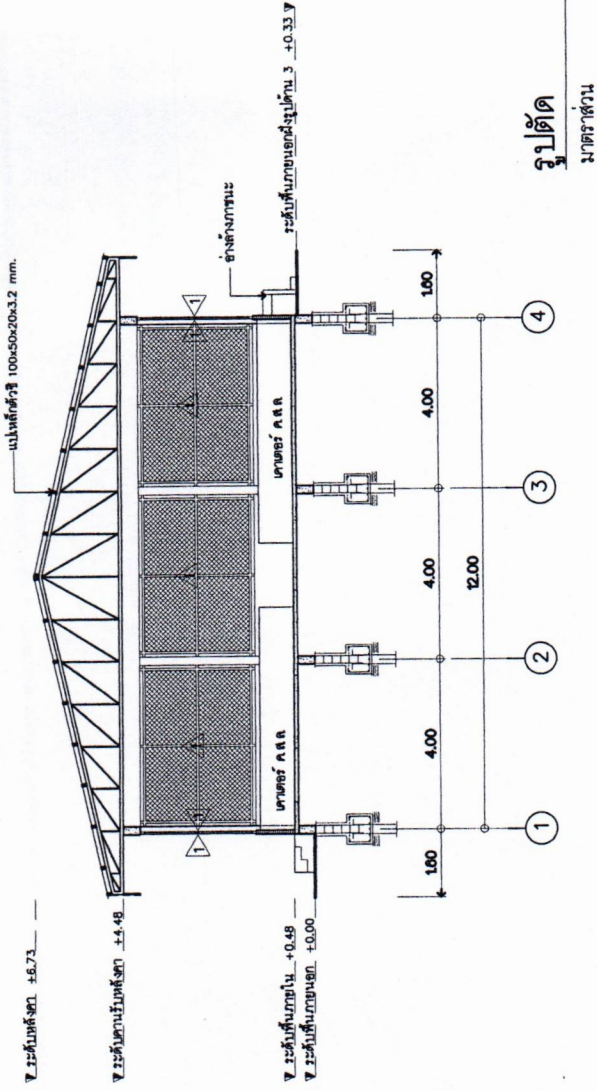 แปเหล็กตัวซี 100x50x20x3.2 mm.
ระดับหลังคา +6.73
ระดับคานรับหลังคา +4.48
ระดับพื้นภายใน +0.48
ระดับพื้นภายนอก +0.00
1
1
1
1
1
1
1
เคาเตอร์ ค.ส.ล.
เคาเตอร์ ค.ส.ล.
อ่างล้างภาชนะ
ระดับพื้นภายนอกฝั่งรูปด้าน 3 +0.33
1.60
4.00
4.00
4.00
1.60
12.00
1
2
3
4
รูปตัด
มาตราส่วน